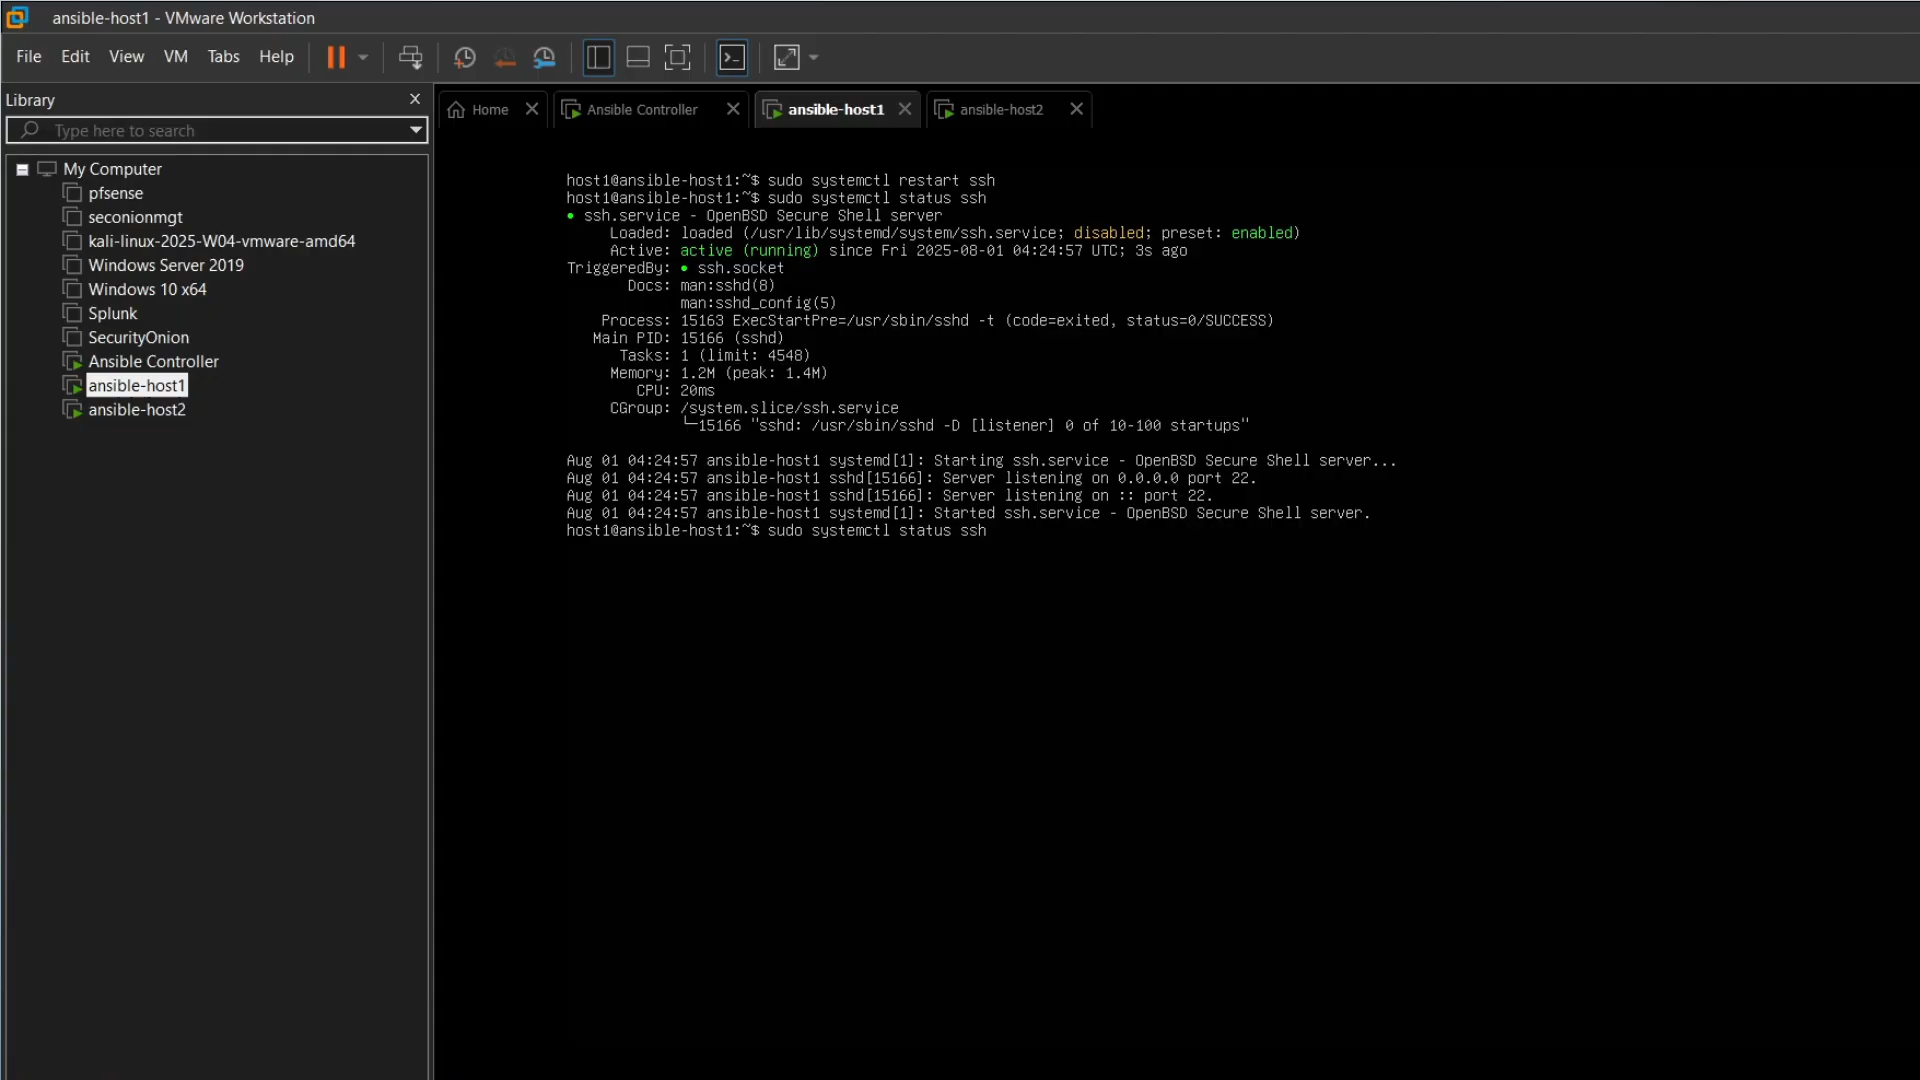 ansible-host1 - VMware Workstation
File Edit View VM Tabs Help
Library
Type here to search
My Computer
pfsense
seconionmgt
kali-linux-2025-W04-vmware-amd64
Windows Server 2019
Windows 10 x64
Splunk
SecurityOnion
Ansible Controller
ansible-host1
ansible-host2
Home Ansible Controller ansible-host1 ansible-host2
host1@ansible-host1:~$ sudo systemctl restart ssh
host1@ansible-host1:~$ sudo systemctl status ssh
● ssh.service - OpenBSD Secure Shell server
Loaded: loaded (/usr/lib/systemd/system/ssh.service; disabled; preset: enabled)
Active: active (running) since Fri 2025-08-01 04:24:57 UTC; 3s ago
TriggeredBy: ● ssh.socket
Docs: man:sshd(8)
man:sshd_config(5)
Process: 15163 ExecStartPre=/usr/sbin/sshd -t (code=exited, status=0/SUCCESS)
Main PID: 15166 (sshd)
Tasks: 1 (limit: 4548)
Memory: 1.2M (peak: 1.4M)
CPU: 20ms
CGroup: /system.slice/ssh.service
└─15166 "sshd: /usr/sbin/sshd -D [listener] 0 of 10-100 startups"
Aug 01 04:24:57 ansible-host1 systemd[1]: Starting ssh.service - OpenBSD Secure Shell server...
Aug 01 04:24:57 ansible-host1 sshd[15166]: Server listening on 0.0.0.0 port 22.
Aug 01 04:24:57 ansible-host1 sshd[15166]: Server listening on :: port 22.
Aug 01 04:24:57 ansible-host1 systemd[1]: Started ssh.service - OpenBSD Secure Shell server.
host1@ansible-host1:~$ sudo systemctl status ssh